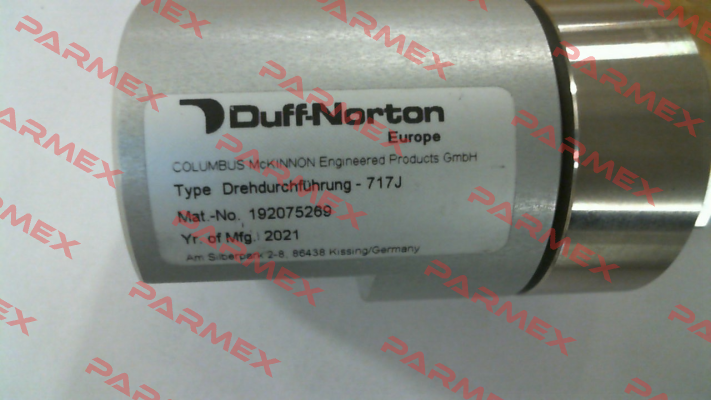 Duff-Norton
Europe
COLUMBUS McKINNON Engineered Products GmbH
Type Drehdurchführung - 717J
Mat.-No. 192075269
Yr. of Mfg. 2021
Am Silberpark 2-8, 86438 Kissing/Germany
PARMEX
PARMEX
PARMEX
PARMEX
PARMEX
PARMEX
PARMEX
PARMEX